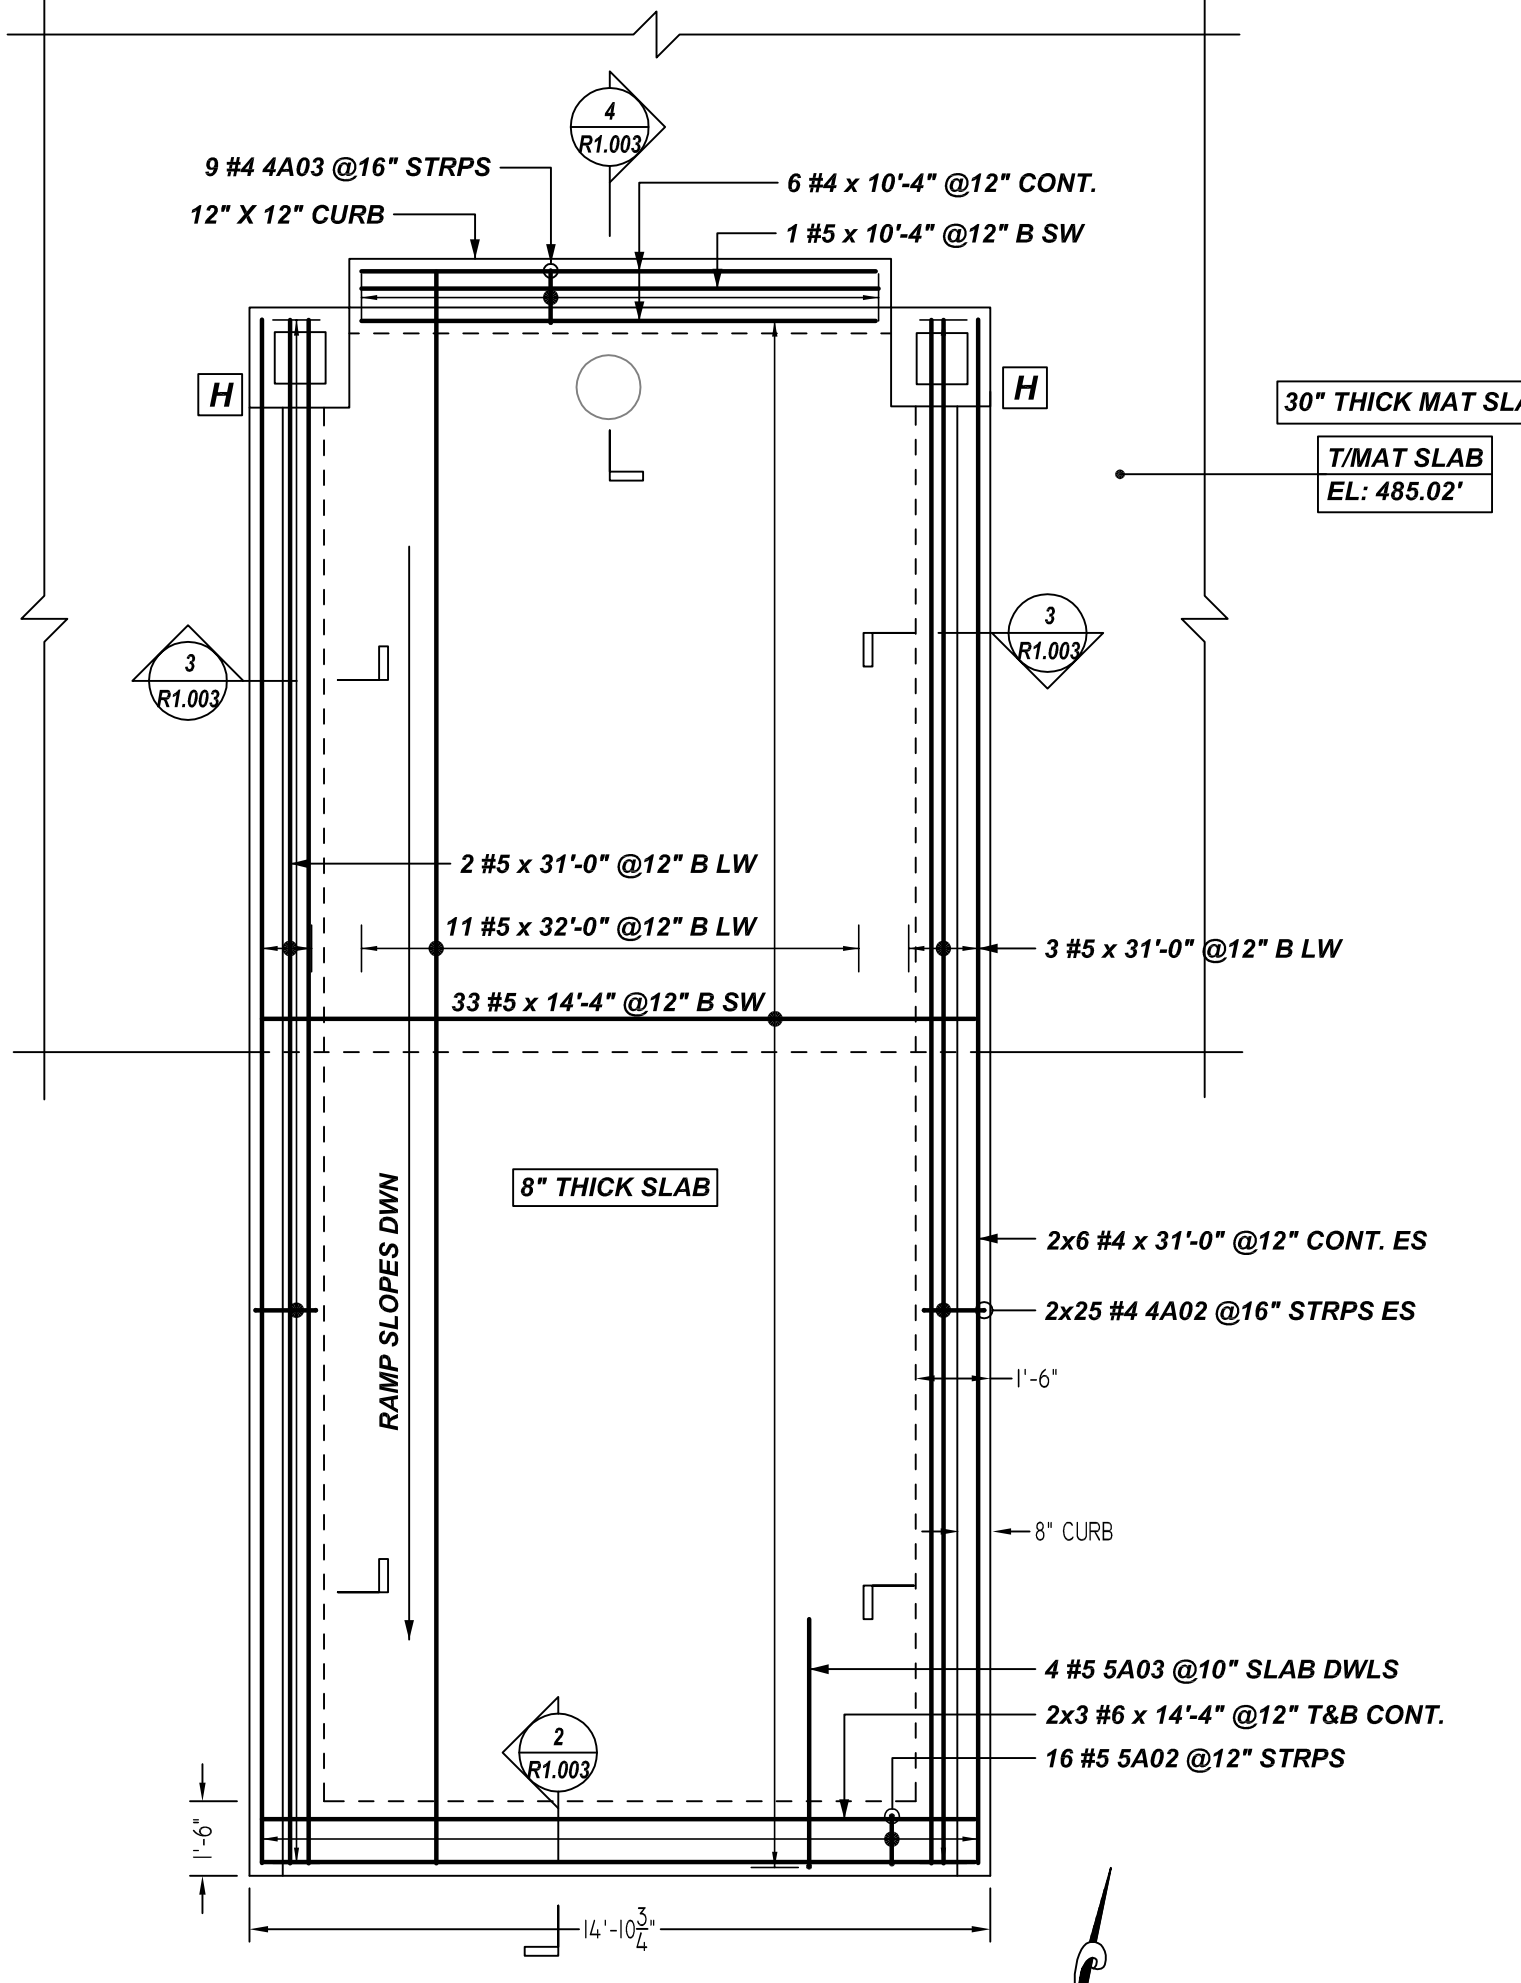 4
R1.003
9 #4 4A03 @16" STRPS
12" X 12" CURB
6 #4 x 10'-4" @12" CONT.
1 #5 x 10'-4" @12" B SW
H
H
30" THICK MAT
T/MAT SLAB
EL: 485.02'
3
R1.003
3
R1.003
2 #5 x 31'-0" @12" B LW
11 #5 x 32'-0" @12" B LW
3 #5 x 31'-0" @12" B LW
33 #5 x 14'-4" @12" B SW
8" THICK SLAB
RAMP SLOPES DWN
2x6 #4 x 31'-0" @12" CONT. ES
2x25 #4 4A02 @16" STRPS ES
1'-6"
8" CURB
4 #5 5A03 @10" SLAB DWLS
2x3 #6 x 14'-4" @12" T&B CONT.
16 #5 5A02 @12" STRPS
2
R1.003
1'-6"
14'-10 3/4"